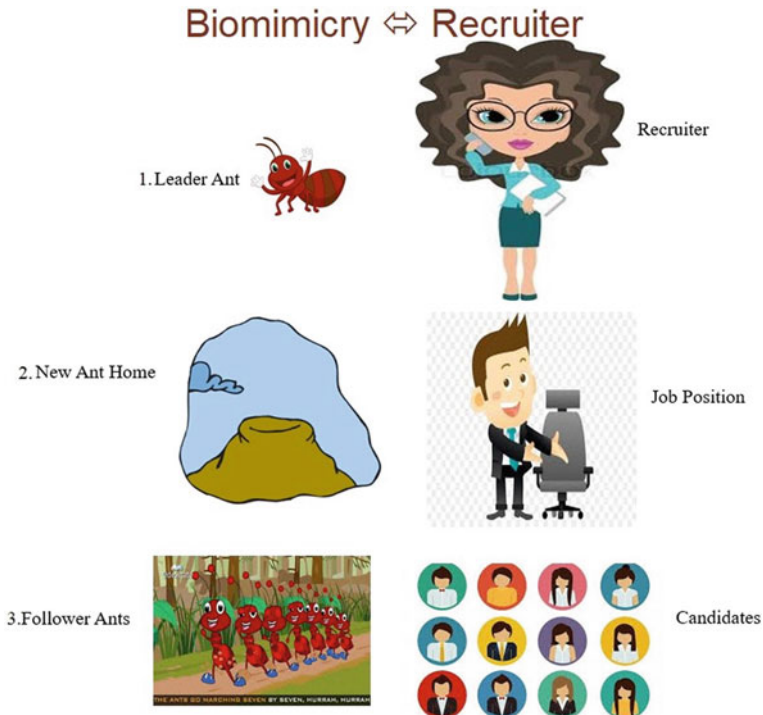 Biomimicry ⇔ Recruiter
1.Leader Ant
Recruiter
2. New Ant Home
Job Position
3.Follower Ants
Candidates
THE ANTS GO MARCHING SEVEN BY SEVEN, HURRAH, HURRAH